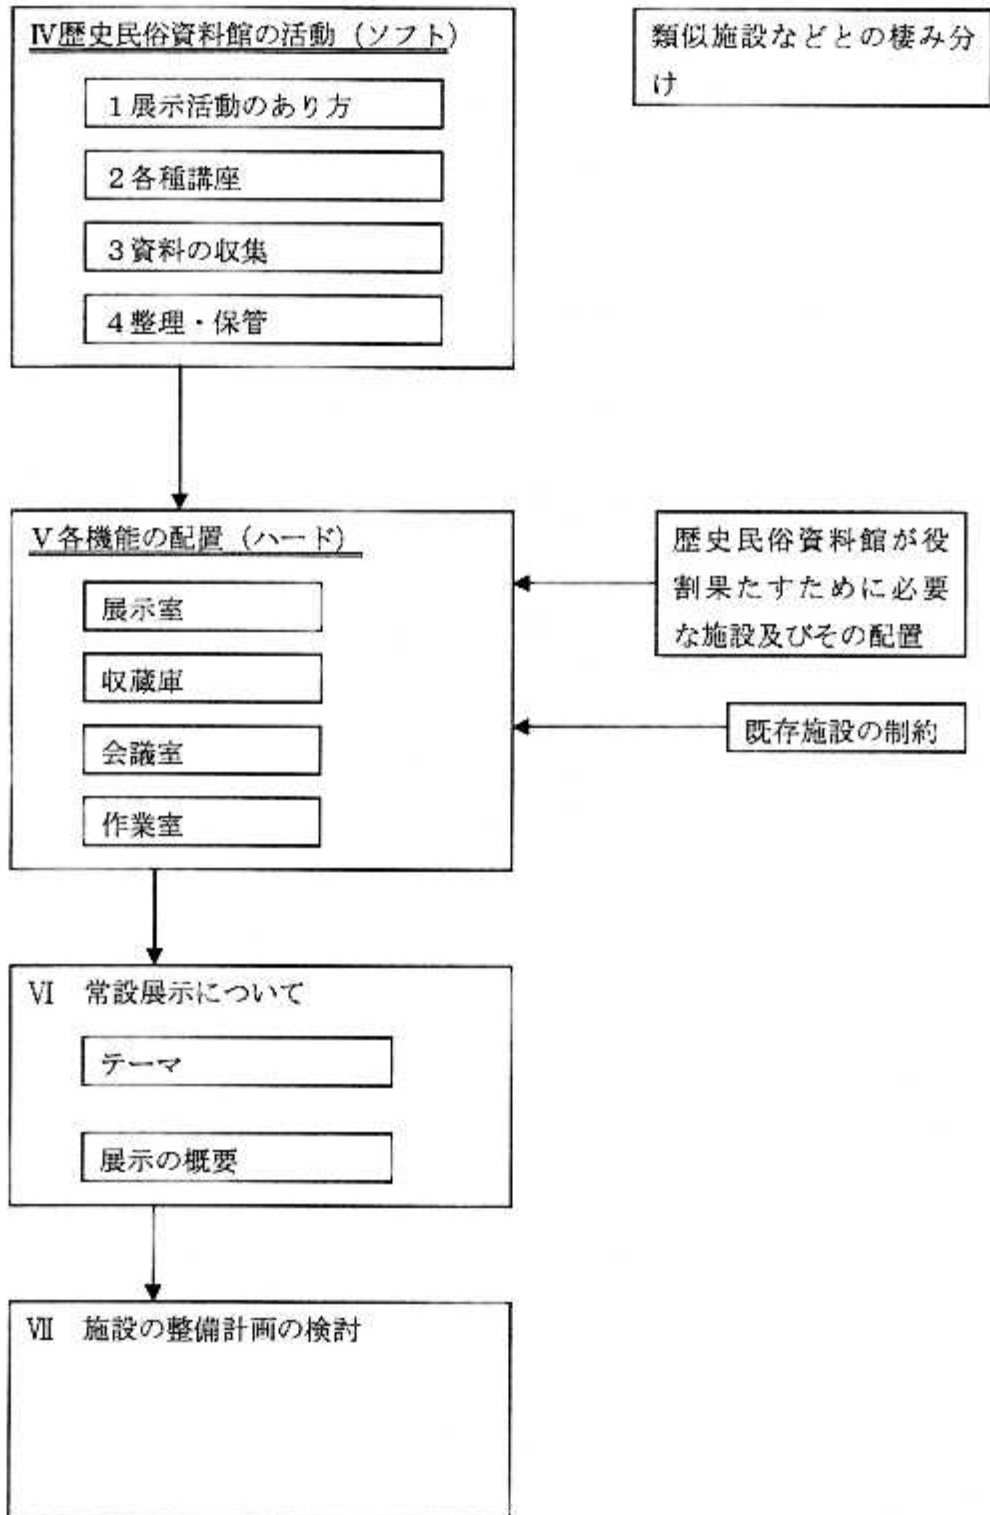 Ⅳ歴史民俗資料館の活動（ソフト）
1展示活動のあり方
2各種講座
3資料の収集
4整理・保管
類似施設などとの棲み分
け
Ⅴ各機能の配置（ハード）
展示室
収蔵庫
会議室
作業室
歴史民俗資料館が役
割果たすために必要
な施設及びその配置
既存施設の制約
Ⅵ　常設展示について
テーマ
展示の概要
Ⅶ　施設の整備計画の検討